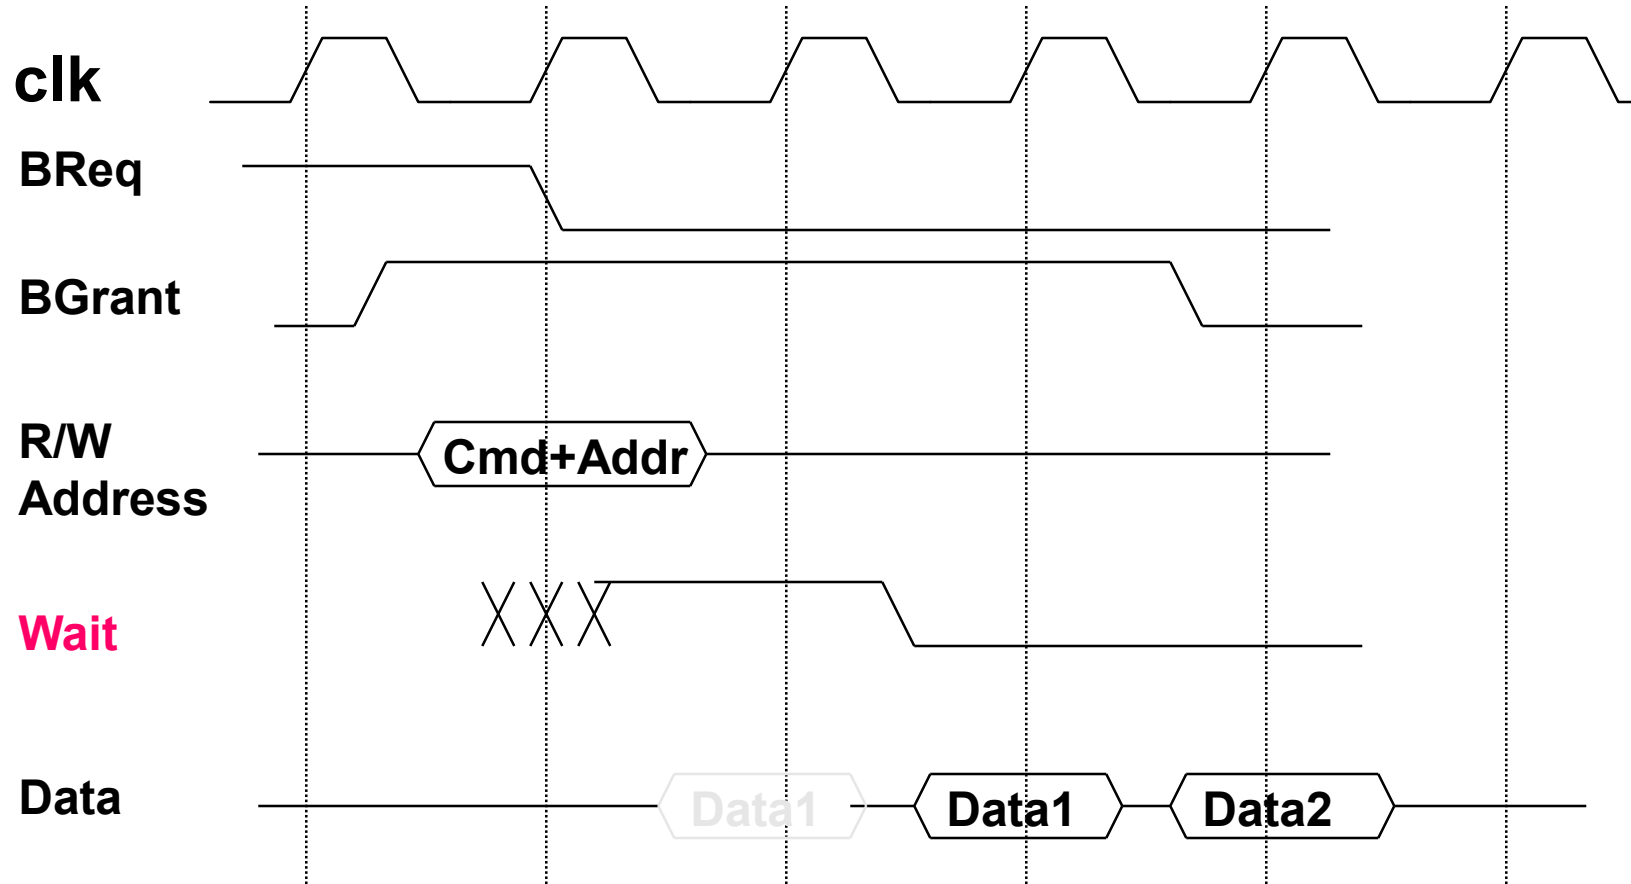 clk
BReq
BGrant
R/W
Address
Cmd+Addr
Wait
Data
Data1
Data1
Data2